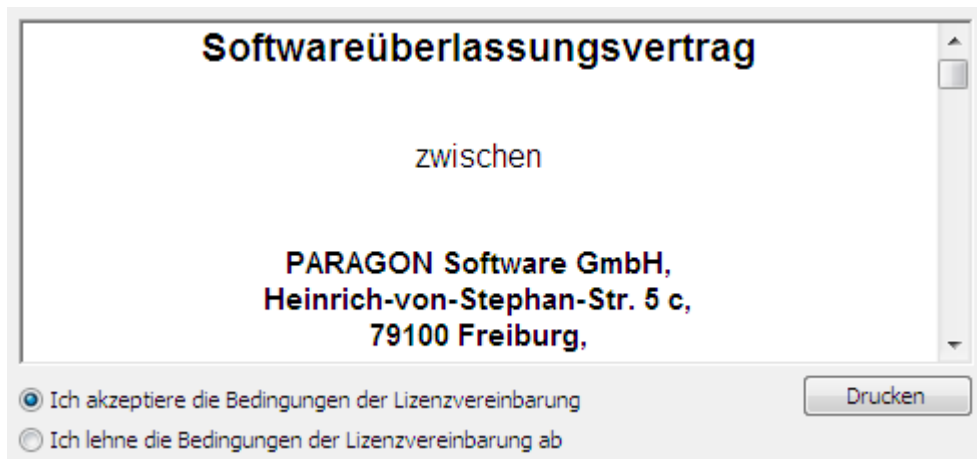 Softwareüberlassungsvertrag
zwischen
PARAGON Software GmbH,
Heinrich-von-Stephan-Str. 5 c,
79100 Freiburg,
Ich akzeptiere die Bedingungen der Lizenzvereinbarung
Drucken
Ich lehne die Bedingungen der Lizenzvereinbarung ab